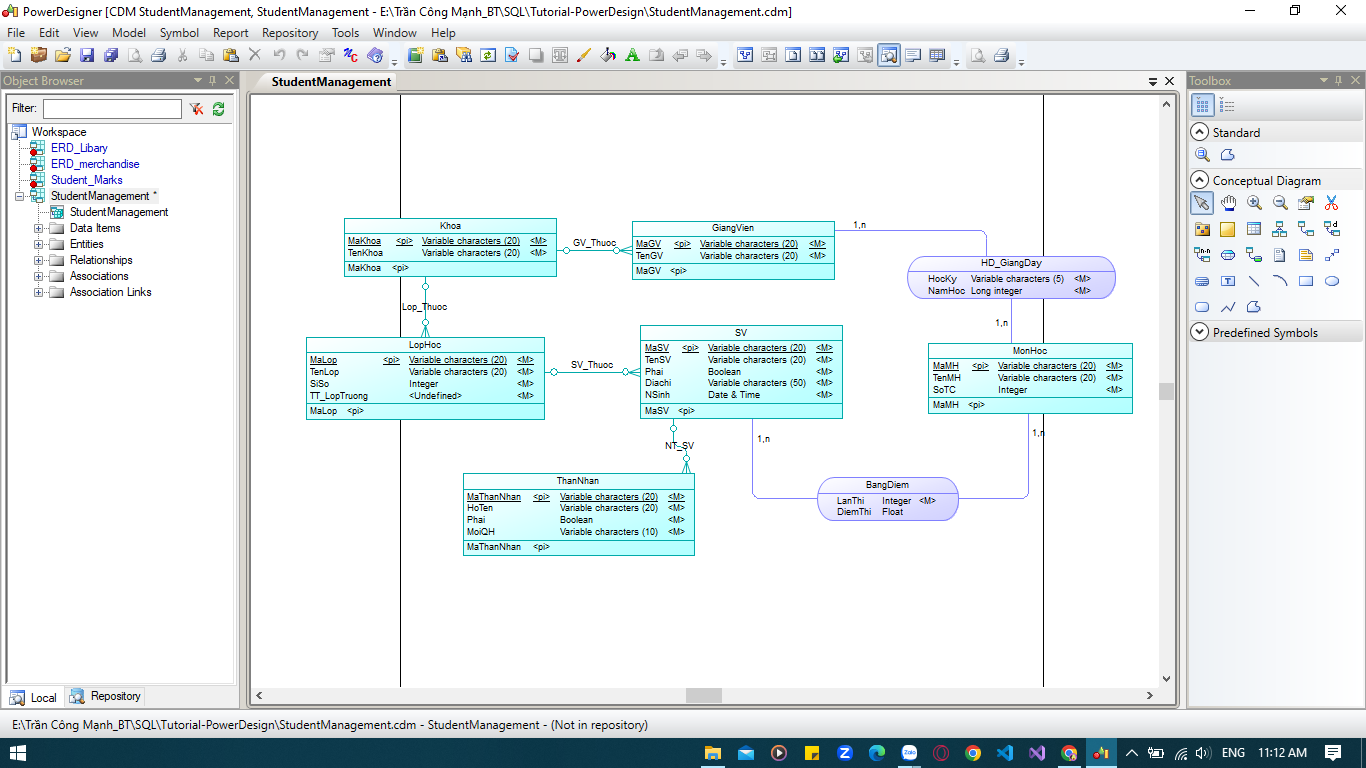 PowerDesigner [CDM StudentManagement, StudentManagement - E:\Trần Công Mạnh_BT\SQL\Tutorial-PowerDesign\StudentManagement.cdm]
File Edit View Model Symbol Report Repository Tools Window Help
Object Browser
Filter:
Workspace
ERD_Libary
ERD_merchandise
Student_Marks
StudentManagement *
StudentManagement
Data Items
Entities
Relationships
Associations
Association Links
Local Repository
StudentManagement
Khoa
MaKhoa <pi> Variable characters (20) <M>
TenKhoa Variable characters (20) <M>
MaKhoa <pi>
GV_Thuoc
GiangVien
MaGV <pi> Variable characters (20) <M>
TenGV Variable characters (20) <M>
MaGV <pi>
1,n
HD_GiangDay
HocKy Variable characters (5) <M>
NamHoc Long integer <M>
1,n
Lop_Thuoc
LopHoc
MaLop <pi> Variable characters (20) <M>
TenLop Variable characters (20) <M>
SiSo Integer <M>
TT_LopTruong <Undefined> <M>
MaLop <pi>
SV_Thuoc
SV
MaSV <pi> Variable characters (20) <M>
TenSV Variable characters (20) <M>
Phai Boolean <M>
Diachi Variable characters (50) <M>
NSinh Date & Time <M>
MaSV <pi>
MonHoc
MaMH <pi> Variable characters (20) <M>
TenMH Variable characters (20) <M>
SoTC Integer <M>
MaMH <pi>
NT_SV
1,n
1,n
ThanNhan
MaThanNhan <pi> Variable characters (20) <M>
HoTen Variable characters (20) <M>
Phai Boolean <M>
MoiQH Variable characters (10) <M>
MaThanNhan <pi>
BangDiem
LanThi Integer <M>
DiemThi Float
Toolbox
Standard
Conceptual Diagram
Predefined Symbols
E:\Trần Công Mạnh_BT\SQL\Tutorial-PowerDesign\StudentManagement.cdm - StudentManagement - (Not in repository)
ENG 11:12 AM